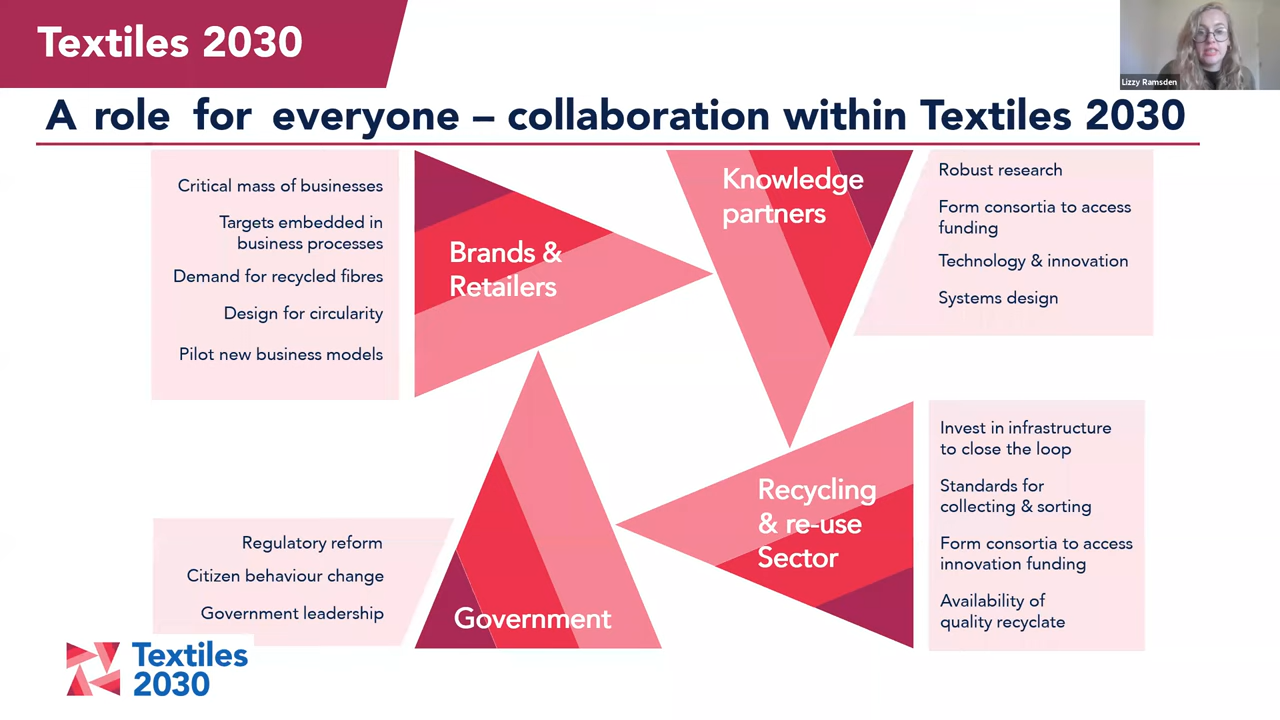 Textiles 2030
Lizzy Ramsden
A role for everyone – collaboration within Textiles 2030
Critical mass of businesses
Targets embedded in
business processes
Demand for recycled fibres
Design for circularity
Pilot new business models
Brands &
Retailers
Knowledge
partners
Robust research
Form consortia to access
funding
Technology & innovation
Systems design
Regulatory reform
Citizen behaviour change
Government leadership
Government
Recycling
& re-use
Sector
Invest in infrastructure
to close the loop
Standards for
collecting & sorting
Form consortia to access
innovation funding
Availability of
quality recyclate
Textiles
2030